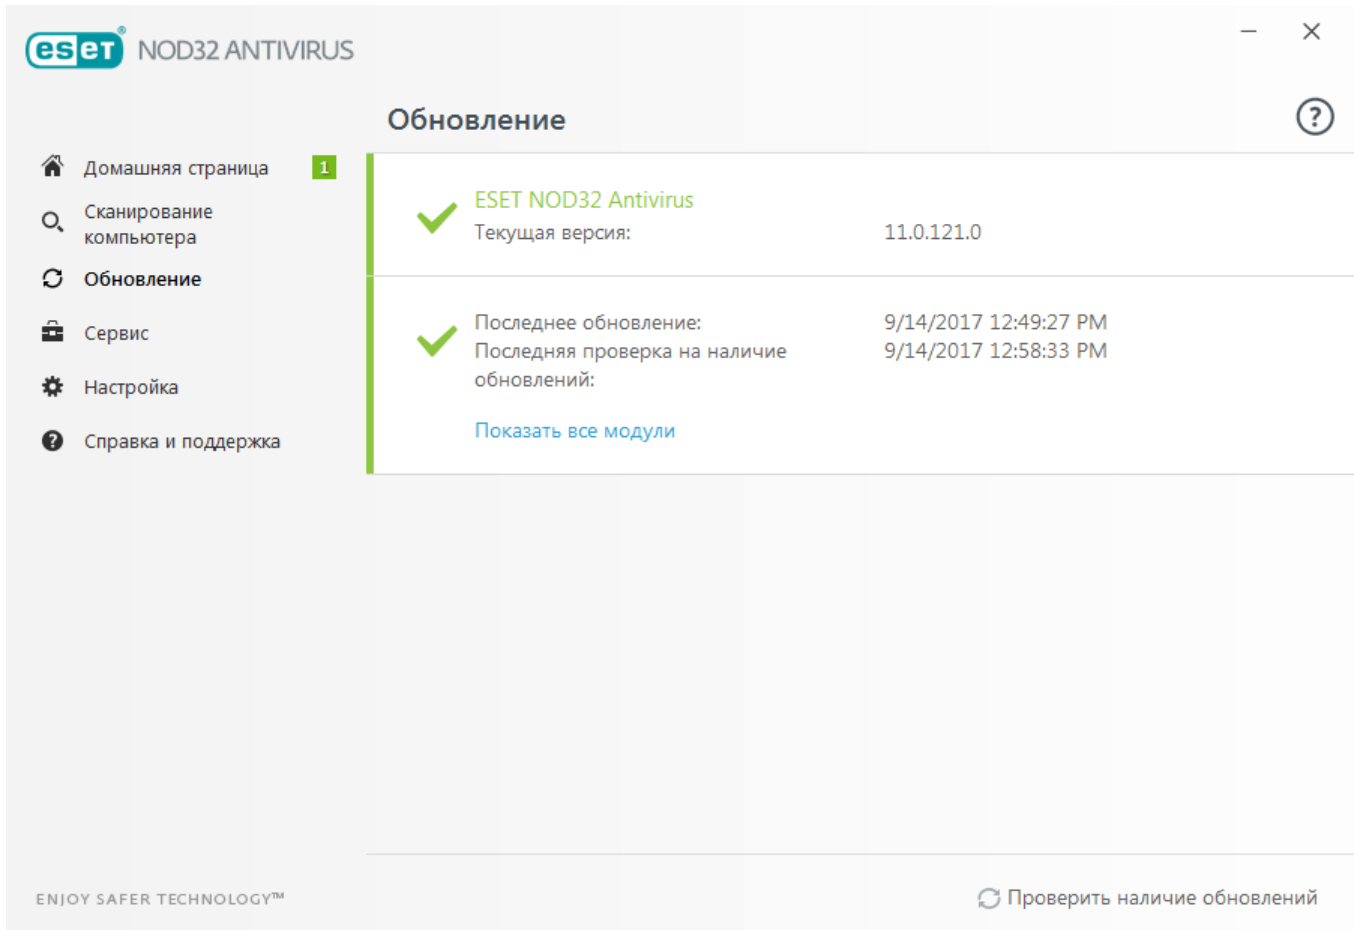 eset® NOD32 ANTIVIRUS
Обновление
?
Домашняя страница 1
Сканирование
компьютера
Обновление
Сервис
Настройка
Справка и поддержка
ESET NOD32 Antivirus
Текущая версия: 11.0.121.0
Последнее обновление: 9/14/2017 12:49:27 PM
Последняя проверка на наличие 9/14/2017 12:58:33 PM
обновлений:
Показать все модули
ENJOY SAFER TECHNOLOGY™
Проверить наличие обновлений